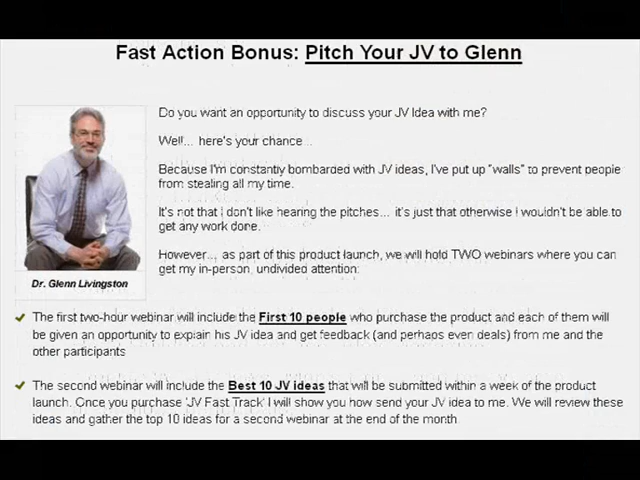 Fast Action Bonus: Pitch Your JV to Glenn
Do you want an opportunity to discuss your JV Idea with me?
Well... here's your chance...
Because I'm constantly bombarded with JV ideas, I've put up "walls" to prevent people
from stealing all my time.
It's not that I don't like hearing the pitches... it's just that otherwise I wouldn't be able to
get any work done.
However... as part of this product launch, we will hold TWO webinars where you can
get my in-person, undivided attention:
Dr. Glenn Livingston
The first two-hour webinar will include the First 10 people who purchase the product and each of them will
be given an opportunity to explain his JV idea and get feedback (and perhaps even deals) from me and the
other participants
The second webinar will include the Best 10 JV ideas that will be submitted within a week of the product
launch. Once you purchase 'JV Fast Track' I will show you how send your JV idea to me. We will review these
ideas and gather the top 10 ideas for a second webinar at the end of the month